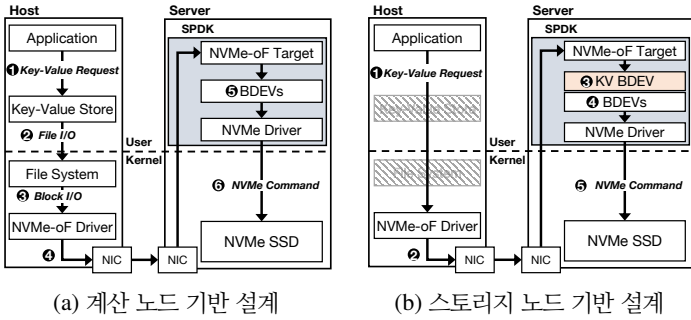 Host
Application
❶Key-Value Request
Key-Value Store
❷ File I/O
User
Kernel
File System
❸ Block I/O
NVMe-oF Driver
❹
NIC
Server
SPDK
NVMe-oF Target
❺ BDEVs
NVMe Driver
❻ NVMe Command
NVMe SSD
NIC
(a) 계산 노드 기반 설계
Host
Application
❶Key-Value Request
Key-Value Store
User
Kernel
File System
NVMe-oF Driver
❷
NIC
Server
SPDK
NVMe-oF Target
❸ KV BDEV
❹ BDEVs
NVMe Driver
❺ NVMe Command
NVMe SSD
NIC
(b) 스토리지 노드 기반 설계